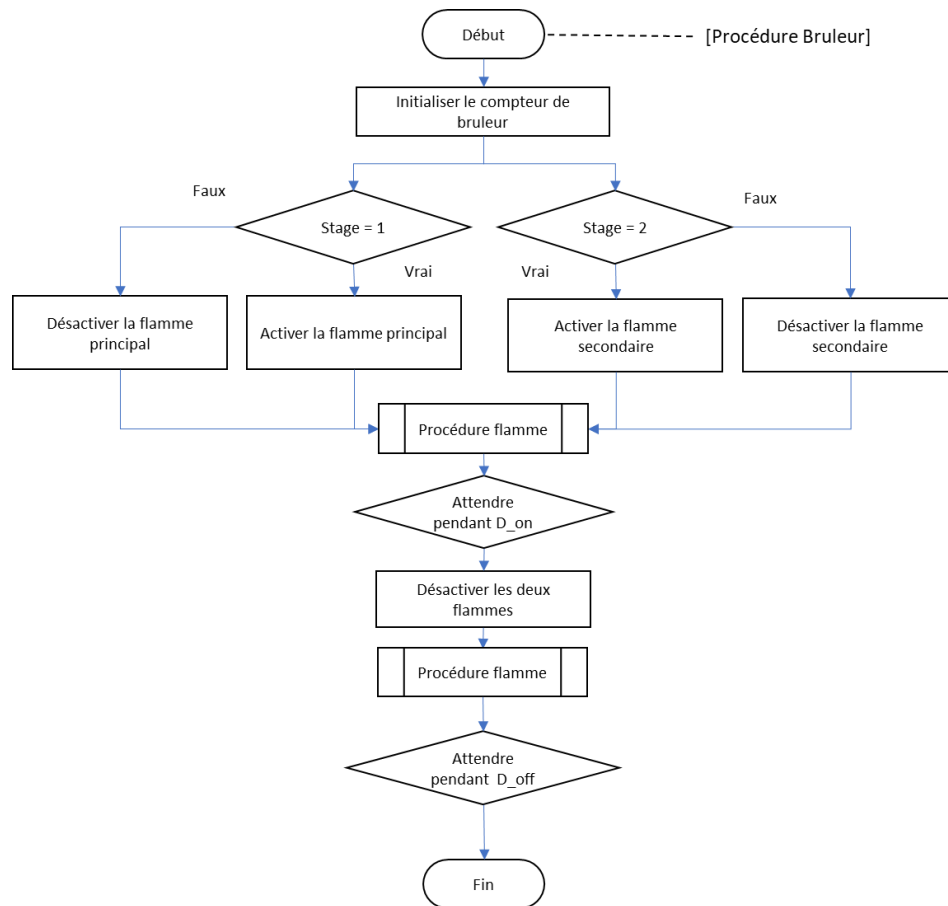 Début
[Procédure Bruleur]
Initialiser le compteur de
bruleur
Faux
Stage = 1
Vrai
Stage = 2
Vrai
Faux
Désactiver la flamme
principal
Activer la flamme principal
Activer la flamme
secondaire
Désactiver la flamme
secondaire
Procédure flamme
Attendre
pendant D_on
Désactiver les deux
flammes
Procédure flamme
Attendre
pendant D_off
Fin